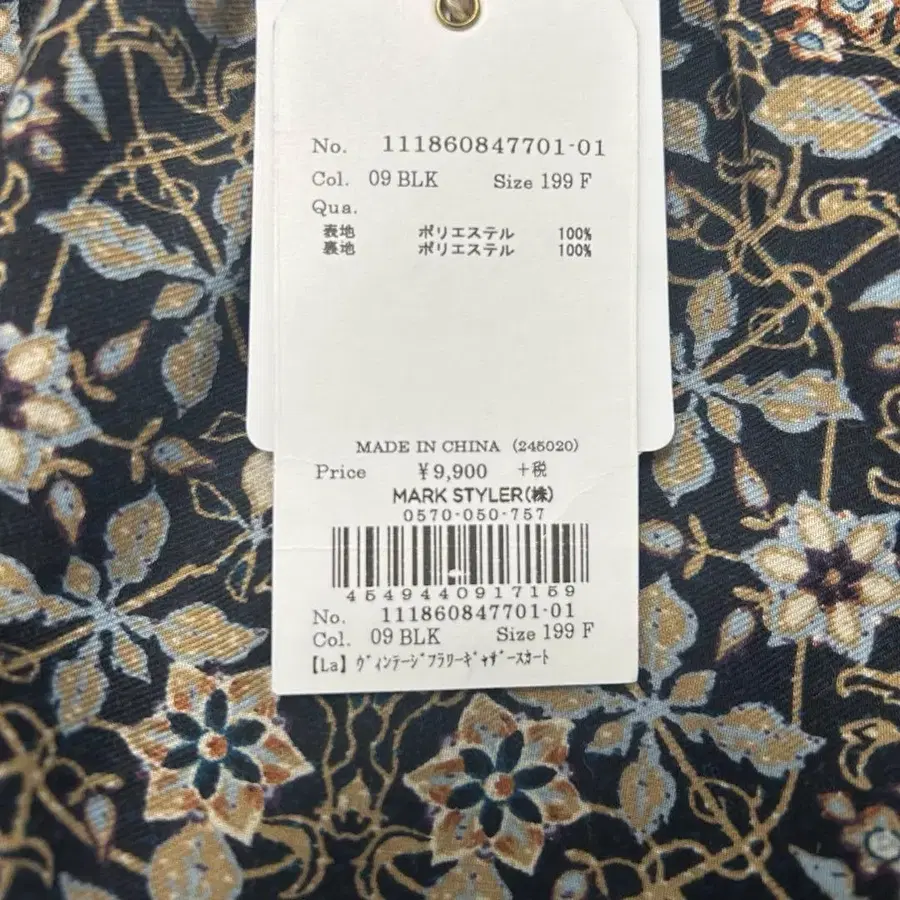 No. 111860847701-01
Col. 09 BLK Size 199 F
Qua.
表地 ポリエステル 100%
裏地 ポリエステル 100%
MADE IN CHINA (245020)
Price ¥9,900 +税
MARK STYLER(株)
0570-050-757
4549440917159
No. 111860847701-01
Col. 09 BLK Size 199 F
【La】ヴィンテージフラワーギャザースカート